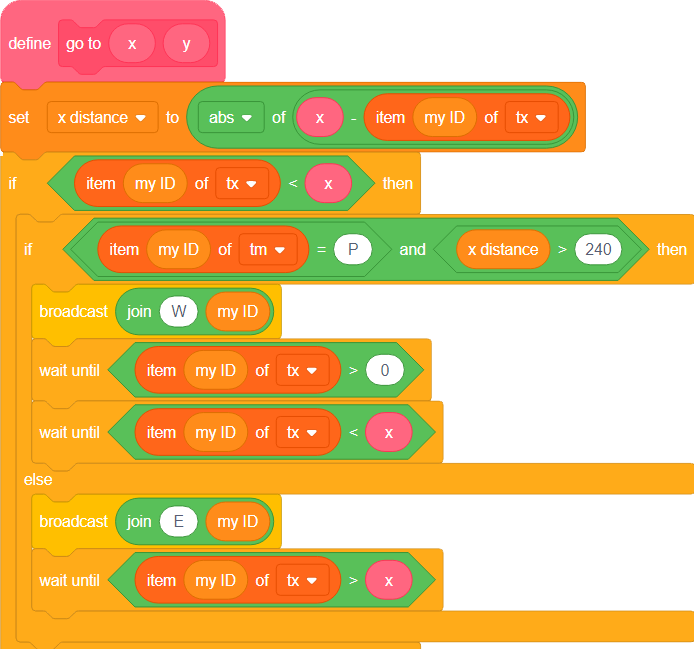 define go to x y
set x distance to abs of x - item my ID of tx
if item my ID of tx < x then
if item my ID of tm = P and x distance > 240 then
broadcast join W my ID
wait until item my ID of tx > 0
wait until item my ID of tx < x
else
broadcast join E my ID
wait until item my ID of tx > x